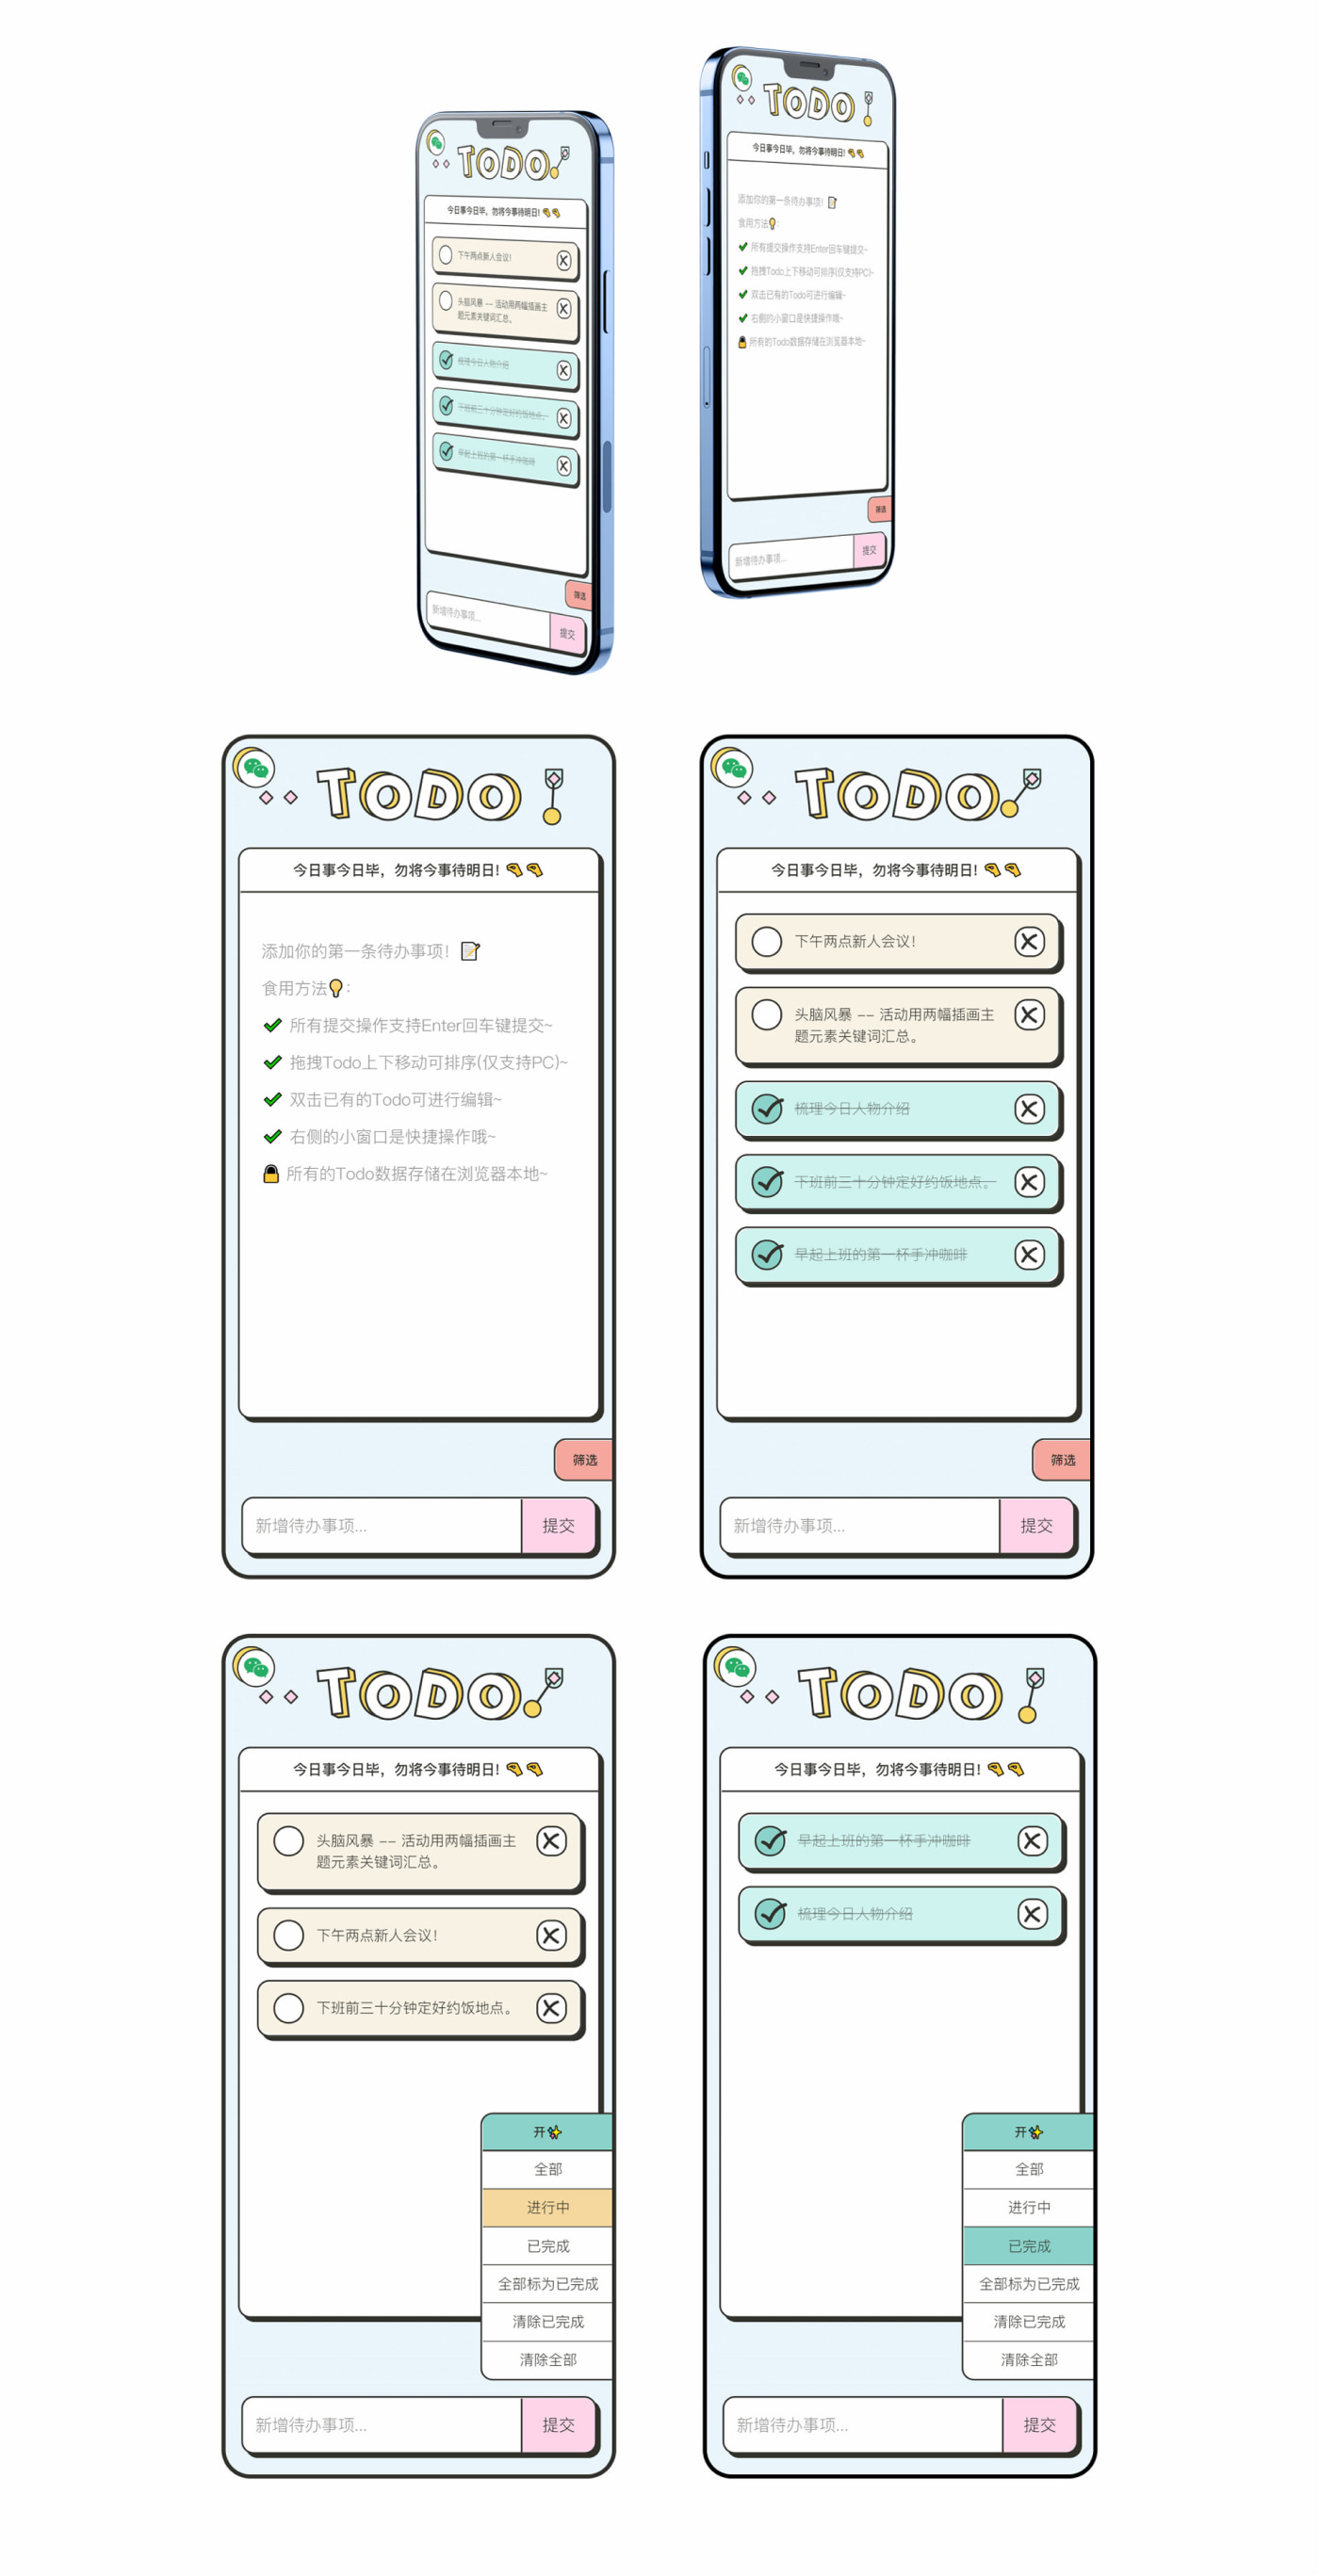 TODO
今日事今日毕，勿将今事待明日!
下午两点新人会议!
头脑风暴 -- 活动用两幅插画主
题元素关键词汇总。
梳理今日人物介绍
下班前三十分钟定好约饭地点。
早起上班的第一杯手冲咖啡
筛选
新增待办事项...
提交
TODO
今日事今日毕，勿将今事待明日!
添加你的第一条待办事项!
食用方法:
所有提交操作支持Enter回车键提交~
拖拽Todo上下移动可排序(仅支持PC)~
双击已有的Todo可进行编辑~
右侧的小窗口是快捷操作哦~
所有的Todo数据存储在浏览器本地~
筛选
新增待办事项...
提交
TODO
今日事今日毕，勿将今事待明日!
添加你的第一条待办事项!
食用方法:
所有提交操作支持Enter回车键提交~
拖拽Todo上下移动可排序(仅支持PC)~
双击已有的Todo可进行编辑~
右侧的小窗口是快捷操作哦~
所有的Todo数据存储在浏览器本地~
筛选
新增待办事项...
提交
TODO
今日事今日毕，勿将今事待明日!
下午两点新人会议!
头脑风暴 -- 活动用两幅插画主
题元素关键词汇总。
梳理今日人物介绍
下班前三十分钟定好约饭地点。
早起上班的第一杯手冲咖啡
筛选
新增待办事项...
提交
TODO
今日事今日毕，勿将今事待明日!
头脑风暴 -- 活动用两幅插画主
题元素关键词汇总。
下午两点新人会议!
下班前三十分钟定好约饭地点。
开
全部
进行中
已完成
全部标为已完成
清除已完成
清除全部
新增待办事项...
提交
TODO
今日事今日毕，勿将今事待明日!
早起上班的第一杯手冲咖啡
梳理今日人物介绍
开
全部
进行中
已完成
全部标为已完成
清除已完成
清除全部
新增待办事项...
提交